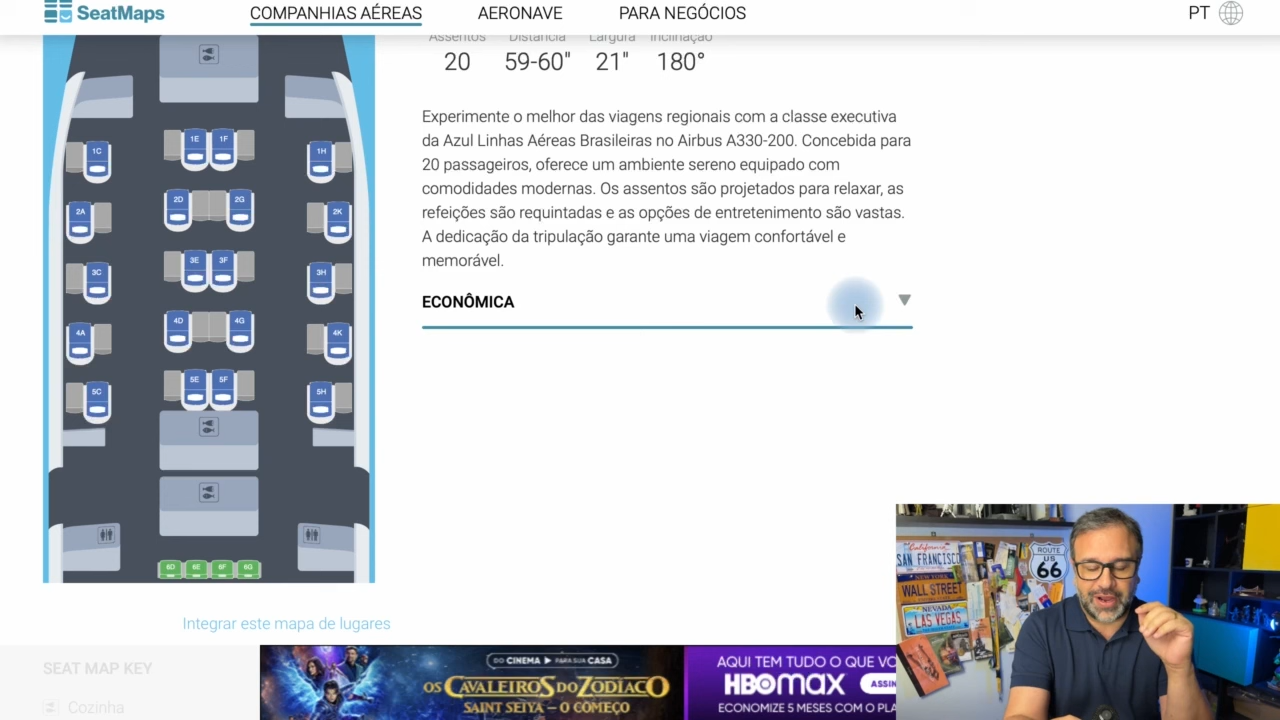 SeatMaps
COMPANHIAS AÉREAS
AERONAVE
PARA NEGÓCIOS
PT
Assentos
Distância
Largura
Inclinação
20
59-60"
21"
180°
Experimente o melhor das viagens regionais com a classe executiva
da Azul Linhas Aéreas Brasileiras no Airbus A330-200. Concebida para
20 passageiros, oferece um ambiente sereno equipado com
comodidades modernas. Os assentos são projetados para relaxar, as
refeições são requintadas e as opções de entretenimento são vastas.
A dedicação da tripulação garante uma viagem confortável e
memorável.
ECONÔMICA
1C
1E
1F
1H
2A
2D
2G
2K
3C
3E
3F
3H
4A
4D
4G
4K
5C
5E
5F
5H
6D
6E
6F
6G
Integrar este mapa de lugares
SEAT MAP KEY
Cozinha
DO CINEMA
PARA SUA CASA
OS CAVALEIROS DO ZODÍACO
SAINT SEIYA – O COMEÇO
AQUI TEM TUDO O QUE VO
HBOMAX
ASSIN
ECONOMIZE 5 MESES COM O PLA
California
SAN FRANCISCO
NEW YORK
WALL STREET
NEVADA
LAS VEGAS
ROUTE
US
66